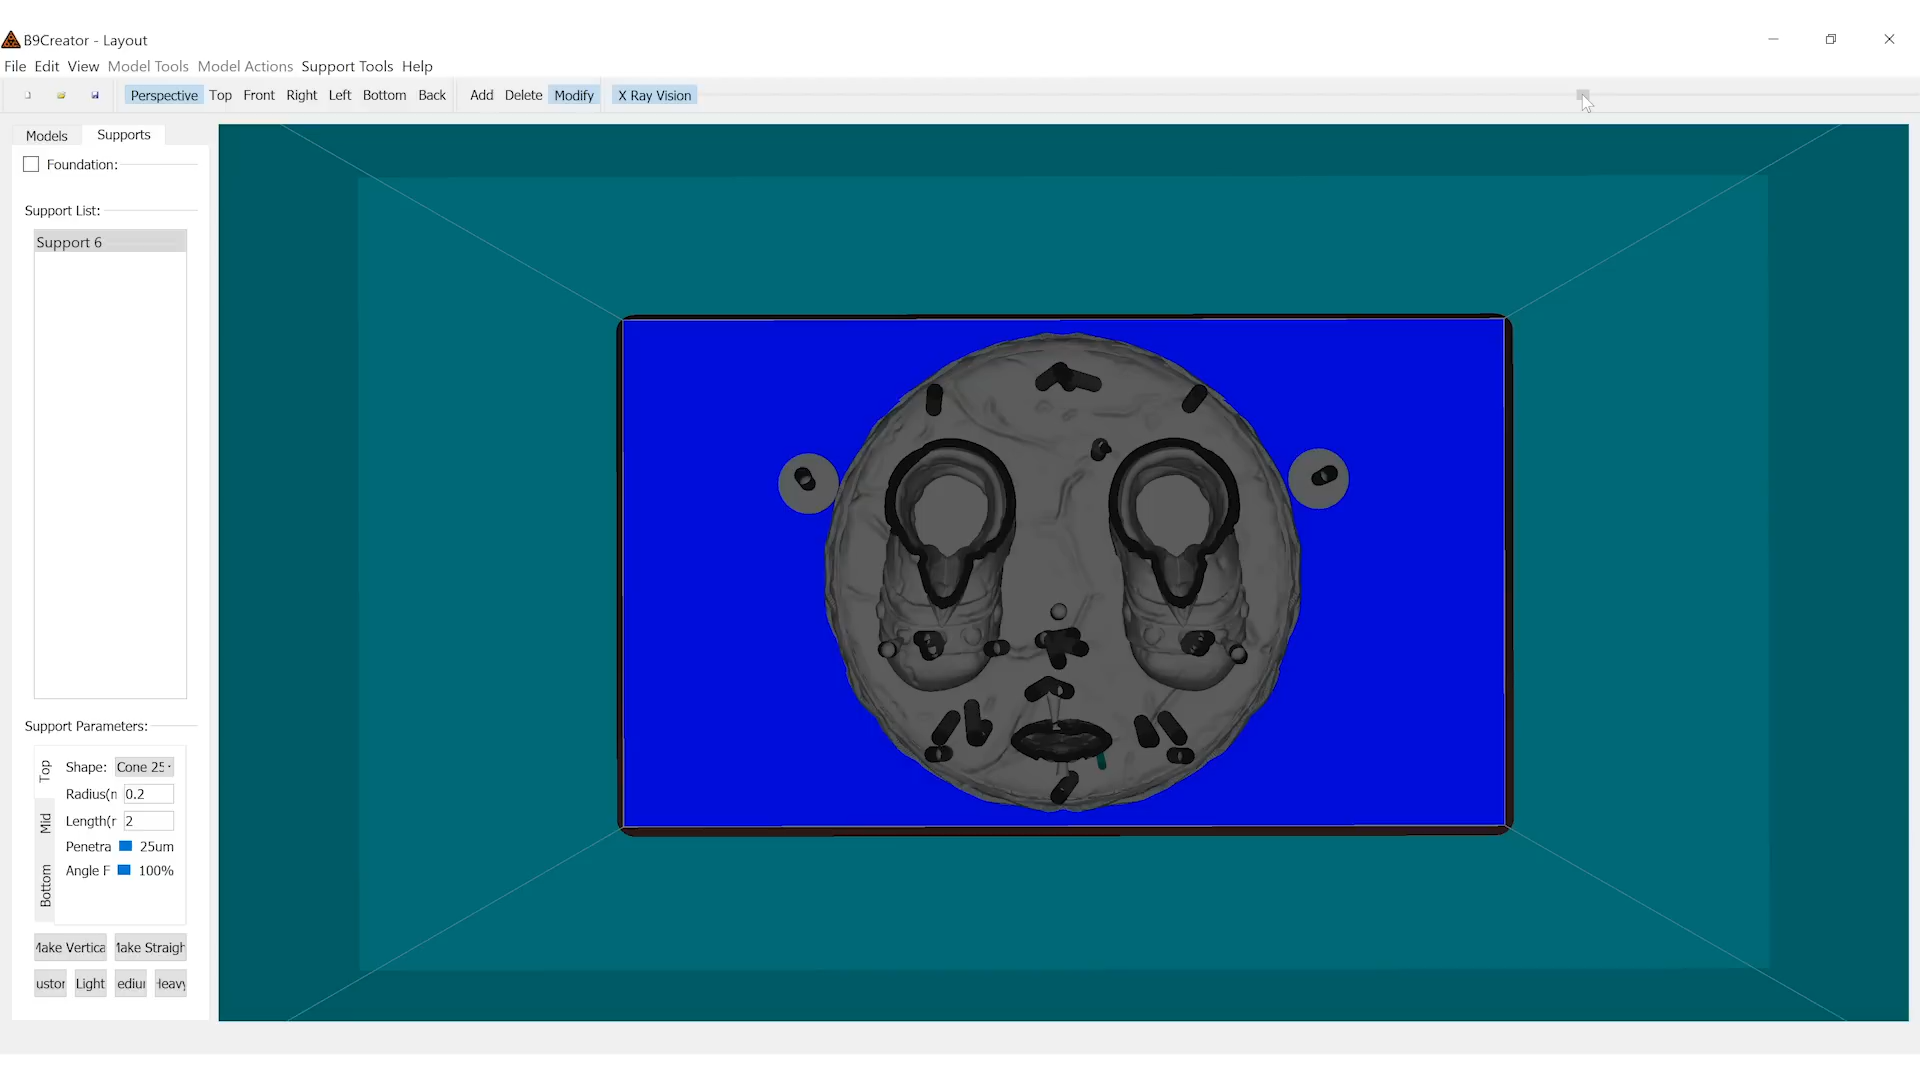 B9Creator - Layout
File Edit View Model Tools Model Actions Support Tools Help
Perspective Top Front Right Left Bottom Back Add Delete Modify X Ray Vision
Models Supports
Foundation:
Support List:
Support 6
Support Parameters:
Top
Mid
Bottom
Shape: Cone 25
Radius(n 0.2
Length(r 2
Penetra 25um
Angle F 100%
Make Vertica Make Straigh
ustor Light ediur Heavy